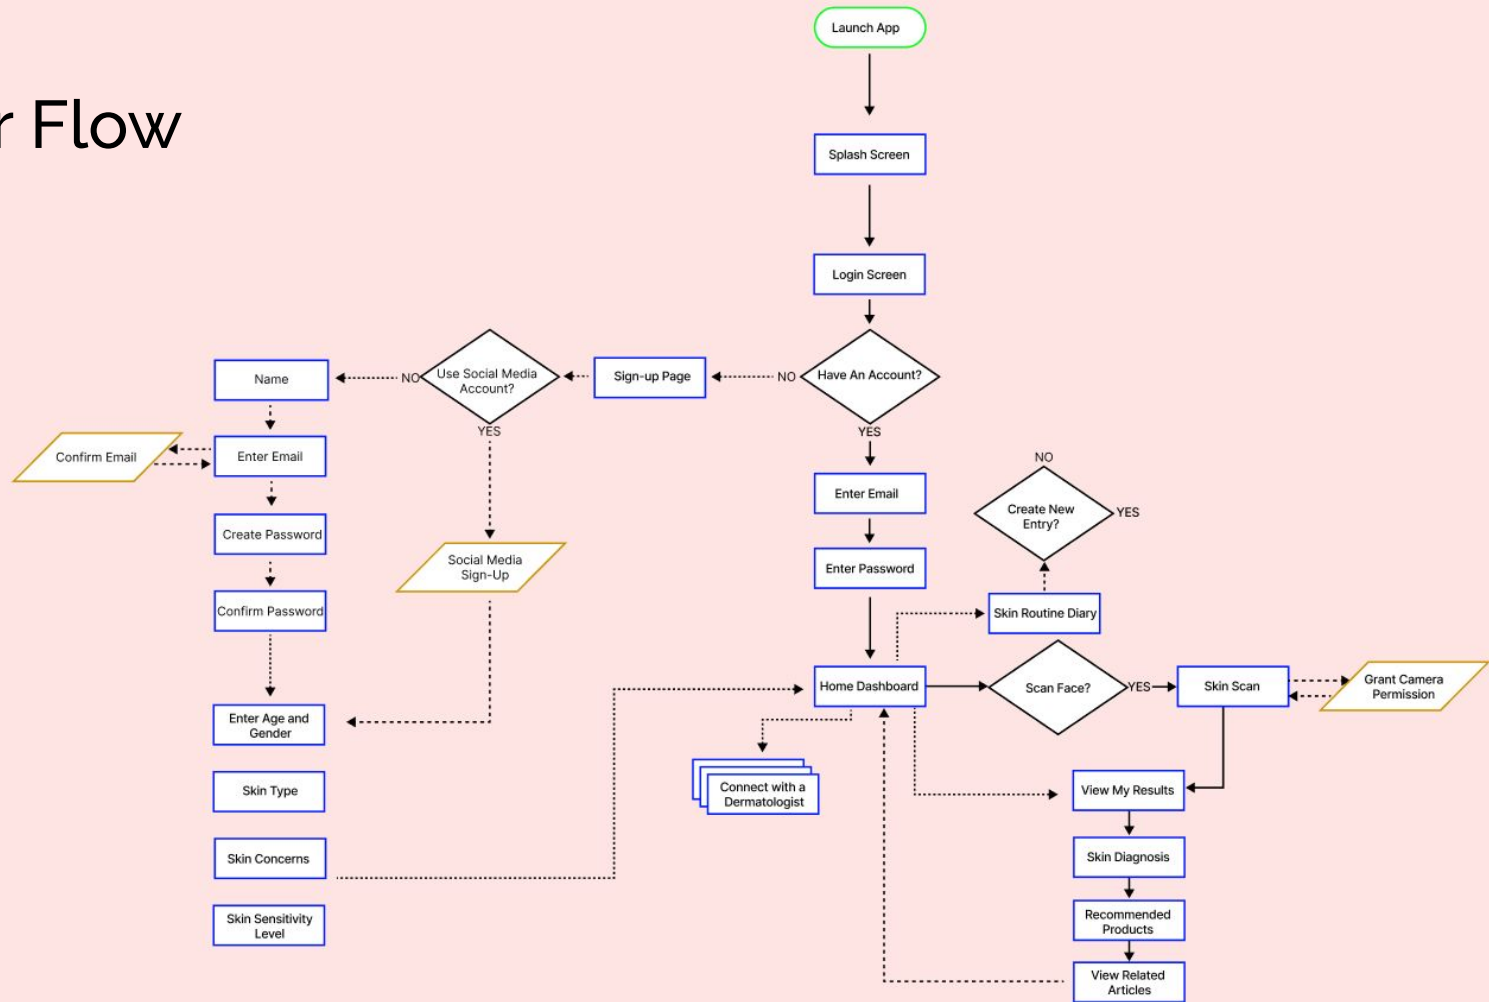 r Flow
Launch App
Splash Screen
Login Screen
Have An Account?
NO
YES
Sign-up Page
Use Social Media
Account?
NO
YES
Name
Enter Email
Confirm Email
Create Password
Confirm Password
Social Media
Sign-Up
Enter Age and
Gender
Skin Type
Skin Concerns
Skin Sensitivity
Level
Enter Email
Enter Password
Home Dashboard
NO
Create New
Entry?
YES
Skin Routine Diary
Scan Face?
YES
Skin Scan
Grant Camera
Permission
Connect with a
Dermatologist
View My Results
Skin Diagnosis
Recommended
Products
View Related
Articles